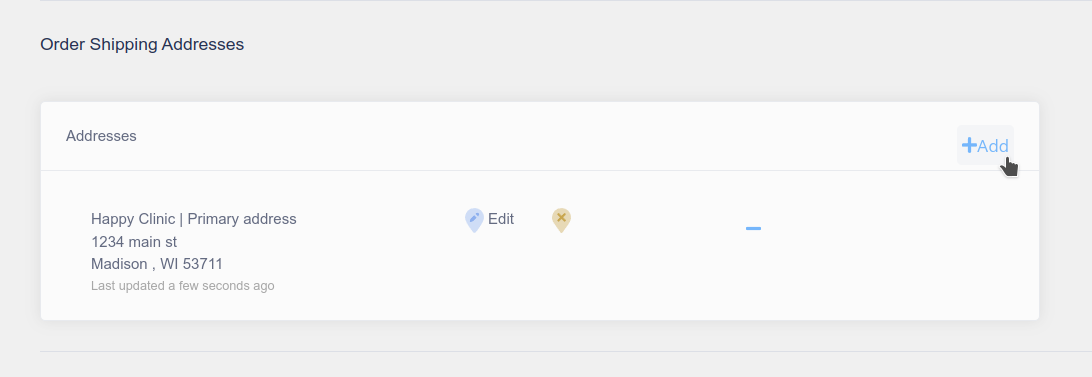 Order Shipping Addresses
Addresses
+Add
Happy Clinic | Primary address
Edit
1234 main st
Madison , WI 53711
Last updated a few seconds ago